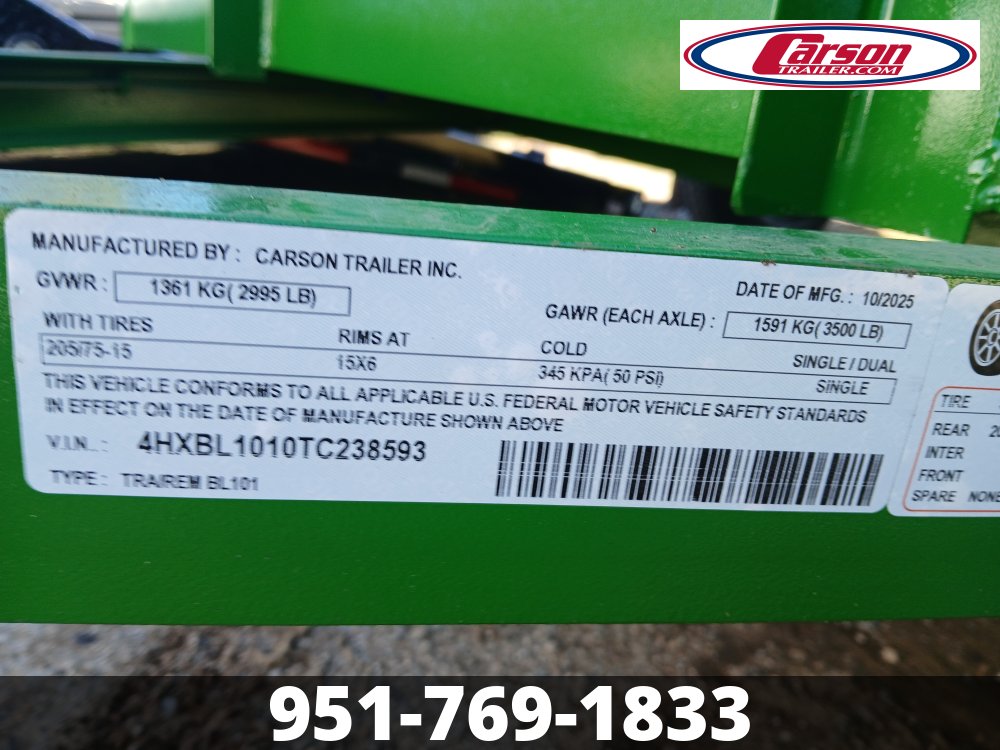 Carson
TRAILER.COM
MANUFACTURED BY : CARSON TRAILER INC.
DATE OF MFG. : 10/2025
GVWR : 1361 KG( 2995 LB)
GAWR (EACH AXLE) : 1591 KG( 3500 LB)
WITH TIRES RIMS AT COLD SINGLE / DUAL
205/75-15 15X6 345 KPA( 50 PSI) SINGLE
THIS VEHICLE CONFORMS TO ALL APPLICABLE U.S. FEDERAL MOTOR VEHICLE SAFETY STANDARDS
IN EFFECT ON THE DATE OF MANUFACTURE SHOWN ABOVE
V.I.N.. : 4HXBL1010TC238593
TYPE : TRA/REM BL101
TIRE
REAR 20
INTER
FRONT
SPARE NONE
951-769-1833